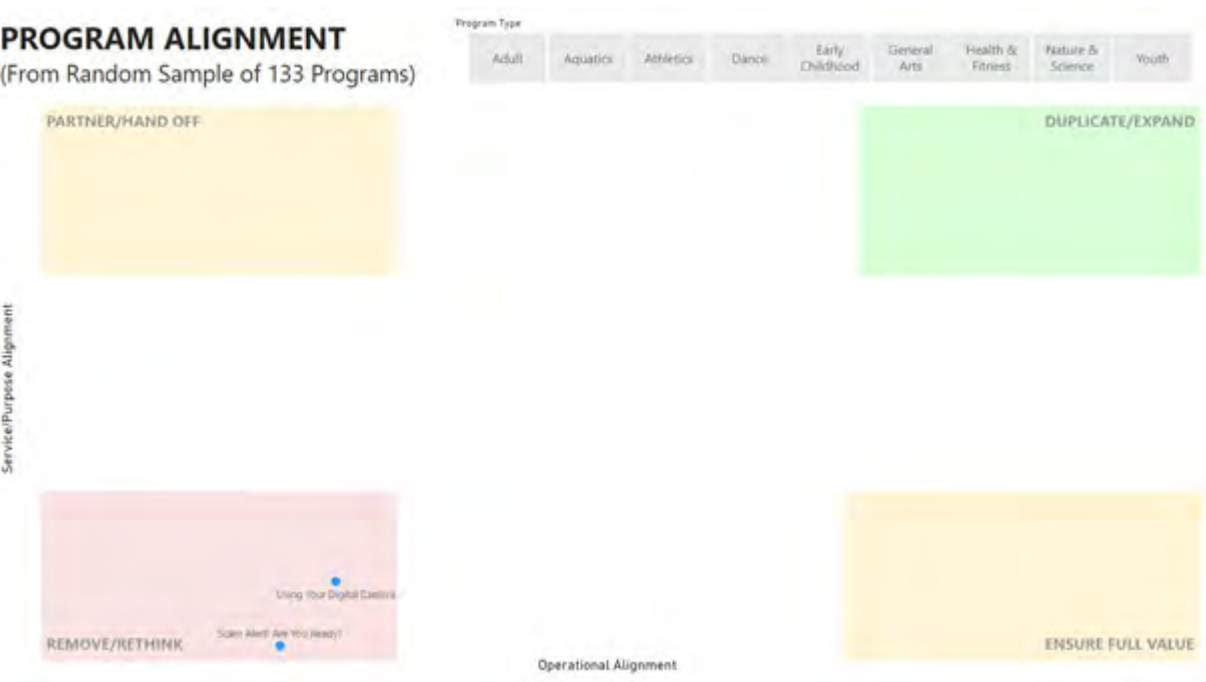 PROGRAM ALIGNMENT
(From Random Sample of 133 Programs)
Program Type
Adult
Aquatics
Athletics
Dance
Early
Childhood
General
Arts
Health &
Fitness
Nature &
Science
Youth
PARTNER/HAND OFF
DUPLICATE/EXPAND
Service/Purpose Alignment
Using Your Digital Camera
Scam Alert! Are You Ready?
REMOVE/RETHINK
ENSURE FULL VALUE
Operational Alignment